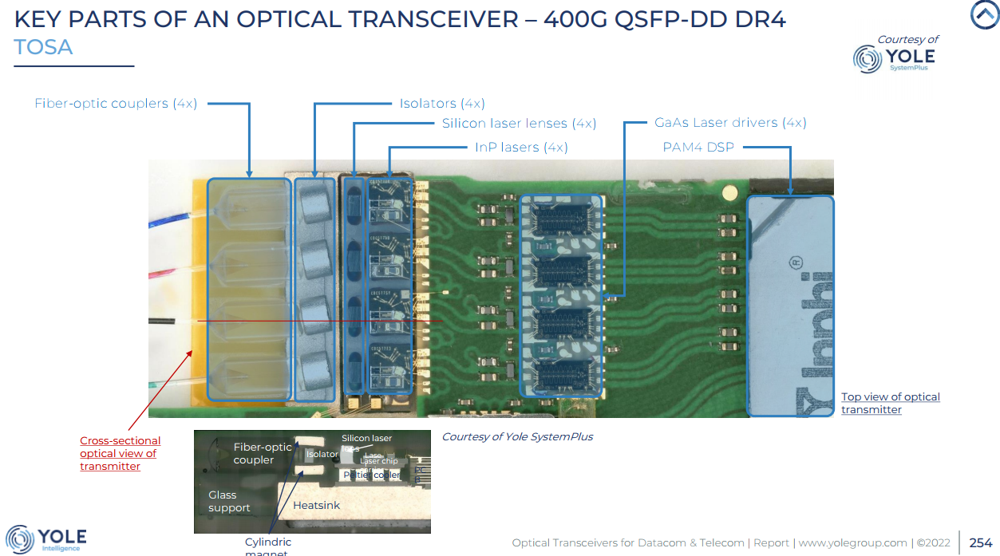 KEY PARTS OF AN OPTICAL TRANSCEIVER – 400G QSFP-DD DR4
TOSA
Courtesy of
YOLE
SystemPlus
Fiber-optic couplers (4x)
Isolators (4x)
Silicon laser lenses (4x)
GaAs Laser drivers (4x)
InP lasers (4x)
PAM4 DSP
Inphi
®
Top view of optical
transmitter
Cross-sectional
optical view of
transmitter
Courtesy of Yole SystemPlus
Silicon laser
lens
Fiber-optic
coupler
Isolator
Laser chip
Peltier cooler
Glass
support
Heatsink
Cylindric
magnet
YOLE
Intelligence
Optical Transceivers for Datacom & Telecom | Report | www.yolegroup.com | ©2022
254